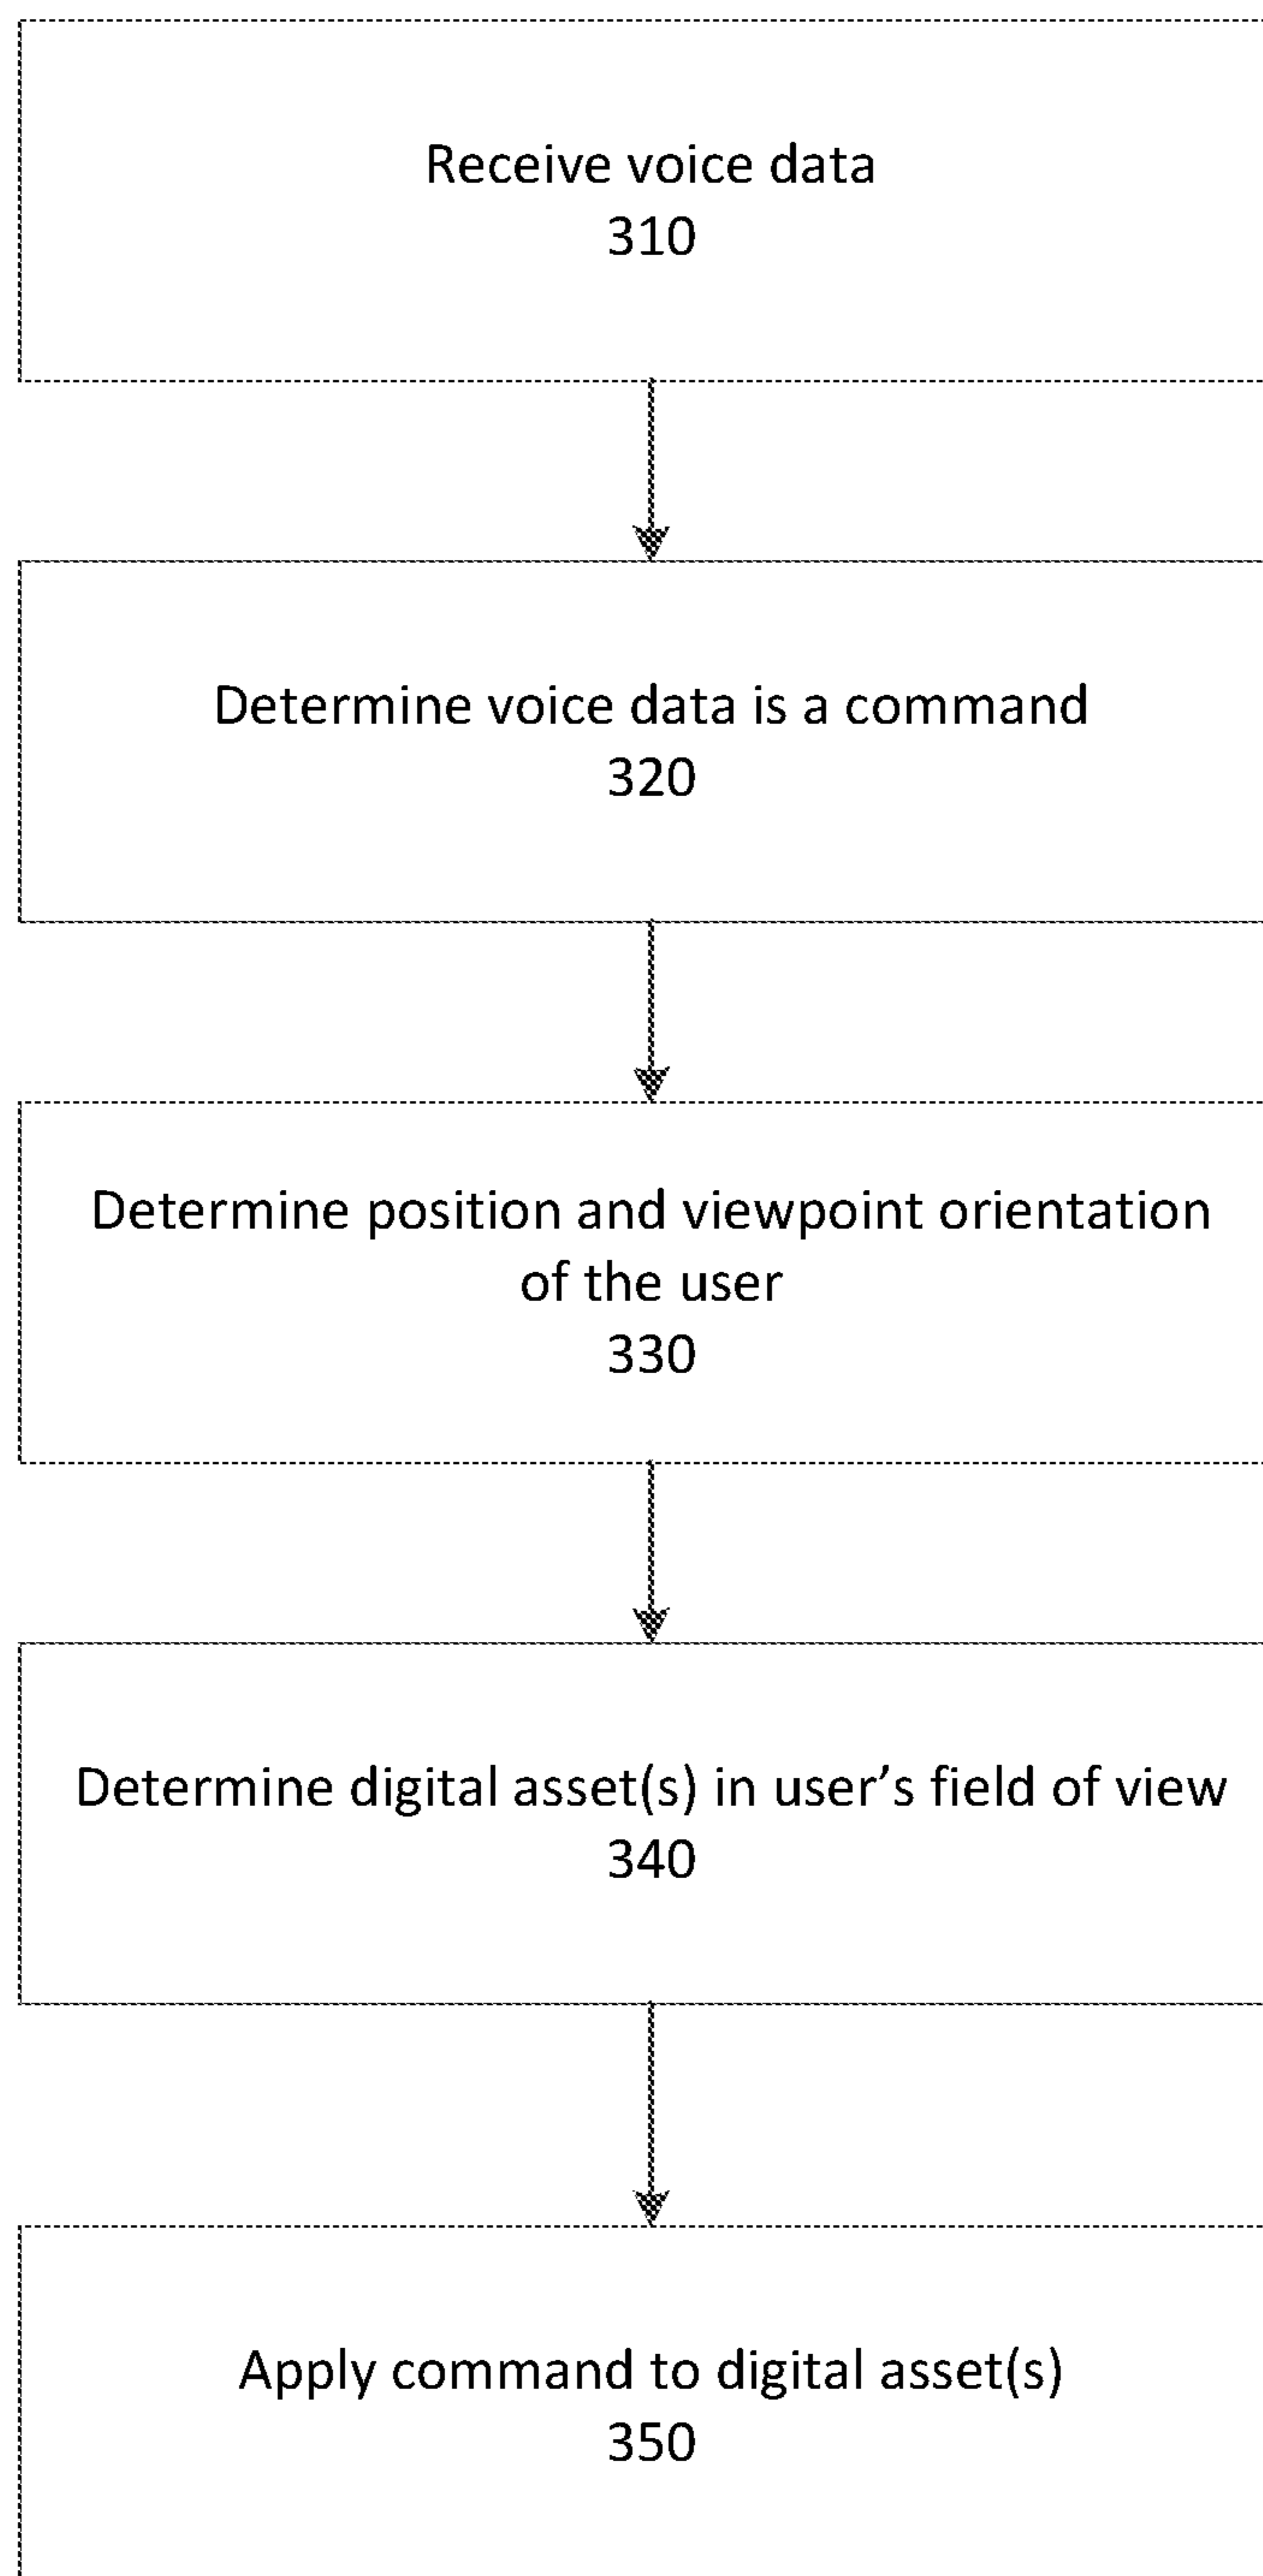 Receive voice data
310
Determine voice data is a command
320
Determine position and viewpoint orientation
of the user
330
Determine digital asset(s) in user’s field of view
340
Apply command to digital asset(s)
350